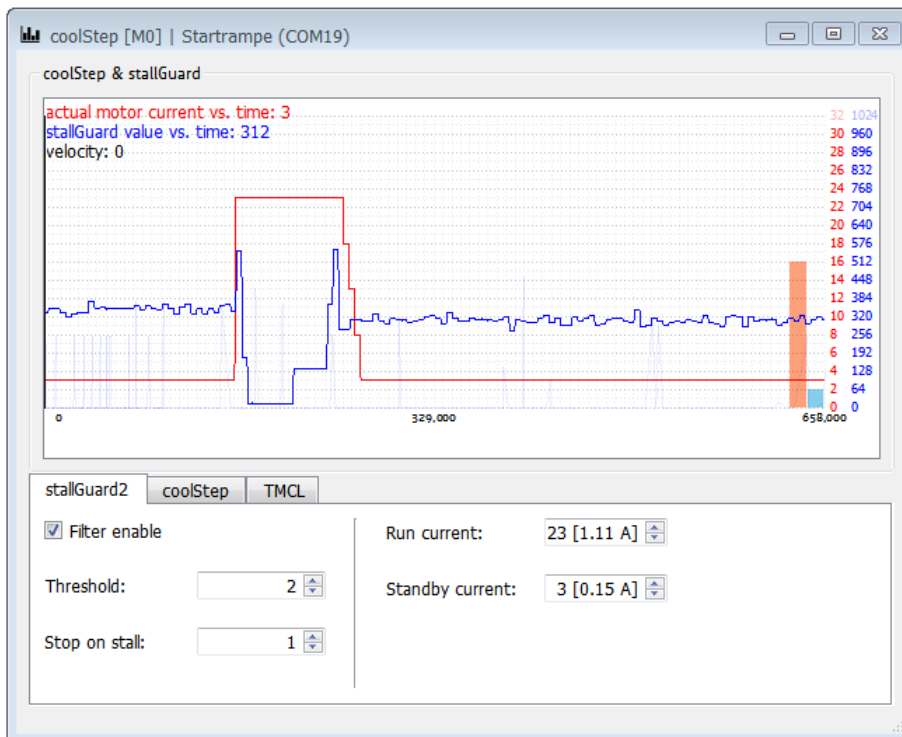 coolStep [M0] | Startrampe (COM19)
coolStep & stallGuard
actual motor current vs. time: 3
stallGuard value vs. time: 312
velocity: 0
32 1024
30 960
28 896
26 832
24 768
22 704
20 640
18 576
16 512
14 448
12 384
10 320
8 256
6 192
4 128
2 64
0 0
0 329,000 658,000
stallGuard2 coolStep TMCL
Filter enable
Run current: 23 [1.11 A]
Threshold: 2
Standby current: 3 [0.15 A]
Stop on stall: 1